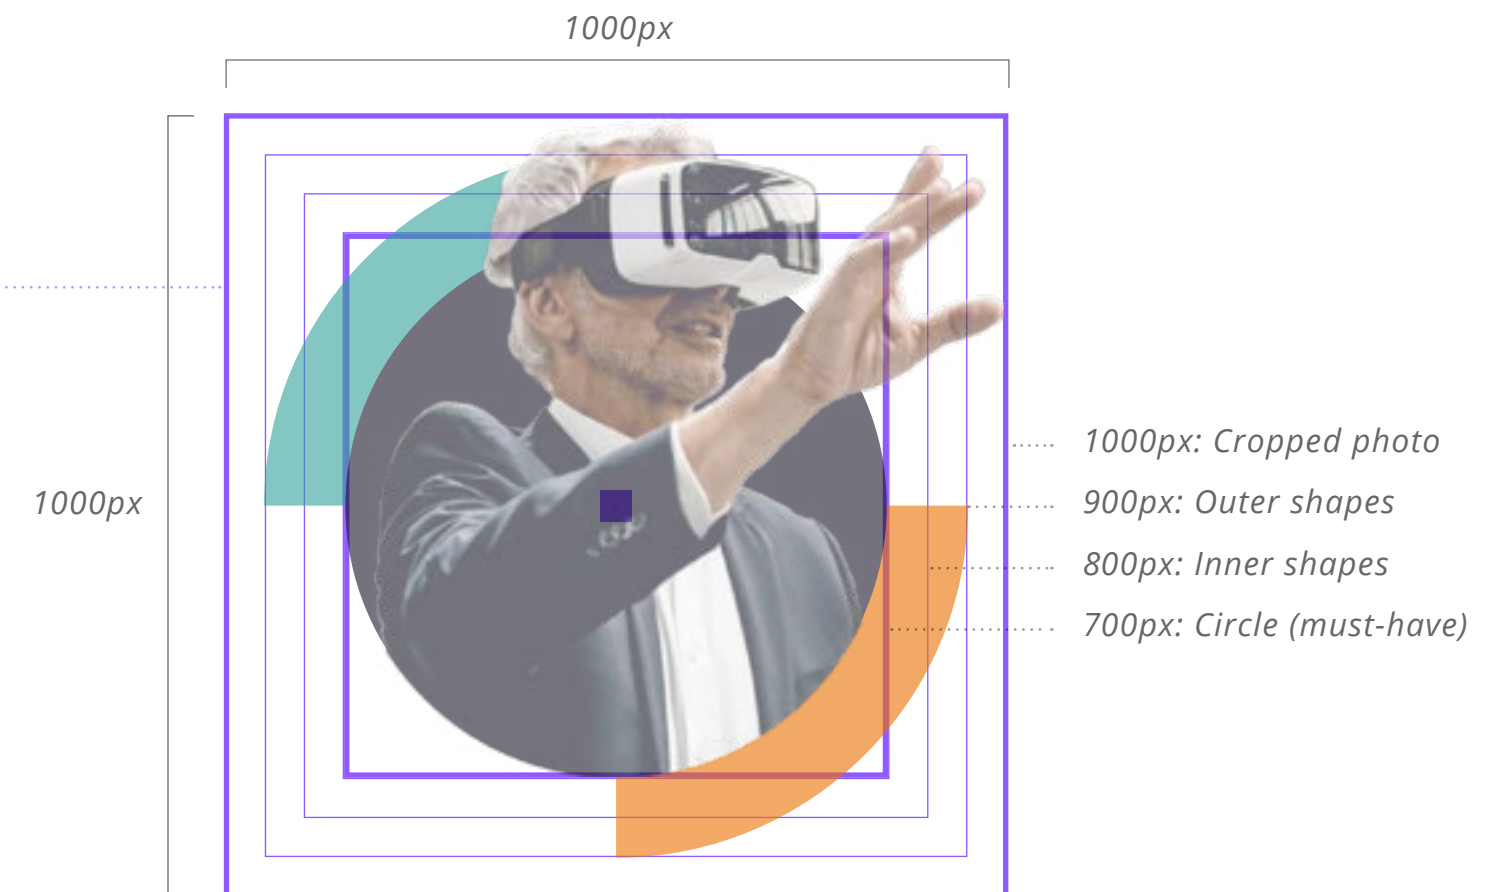 1000px
1000px
1000px: Cropped photo
900px: Outer shapes
800px: Inner shapes
700px: Circle (must-have)